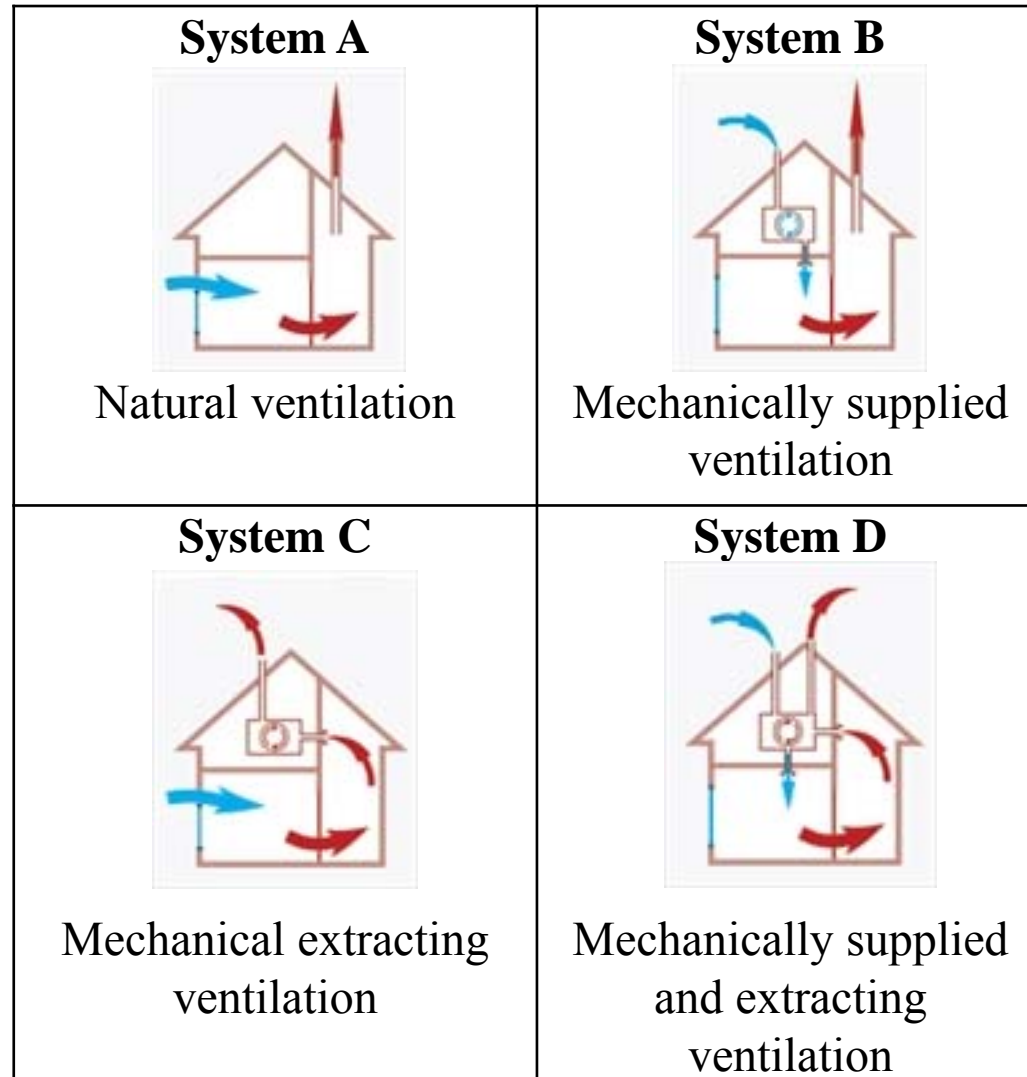 System A
Natural ventilation
System B
Mechanically supplied
ventilation
System C
Mechanical extracting
ventilation
System D
Mechanically supplied
and extracting
ventilation